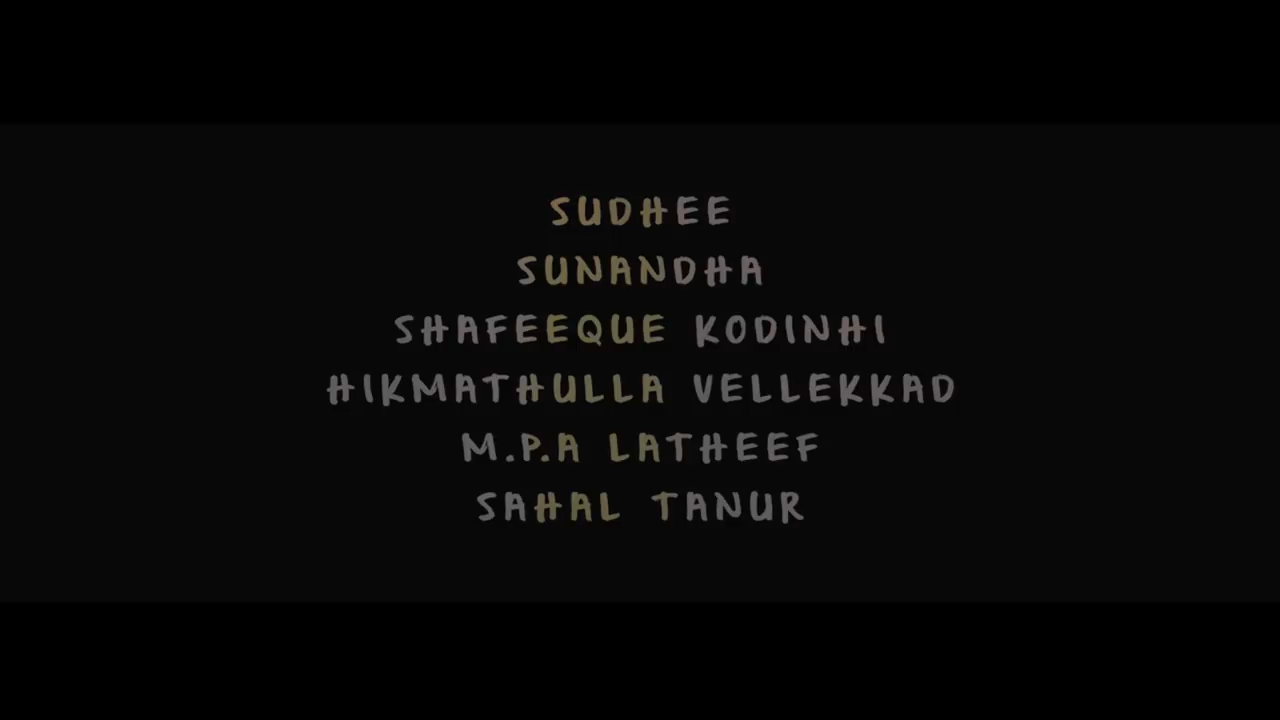 SUDHEE
SUNANDHA
SHAFEEQUE KODINHI
HIKMATHULLA VELLEKKAD
M.P.A LATHEEF
SAHAL TANUR